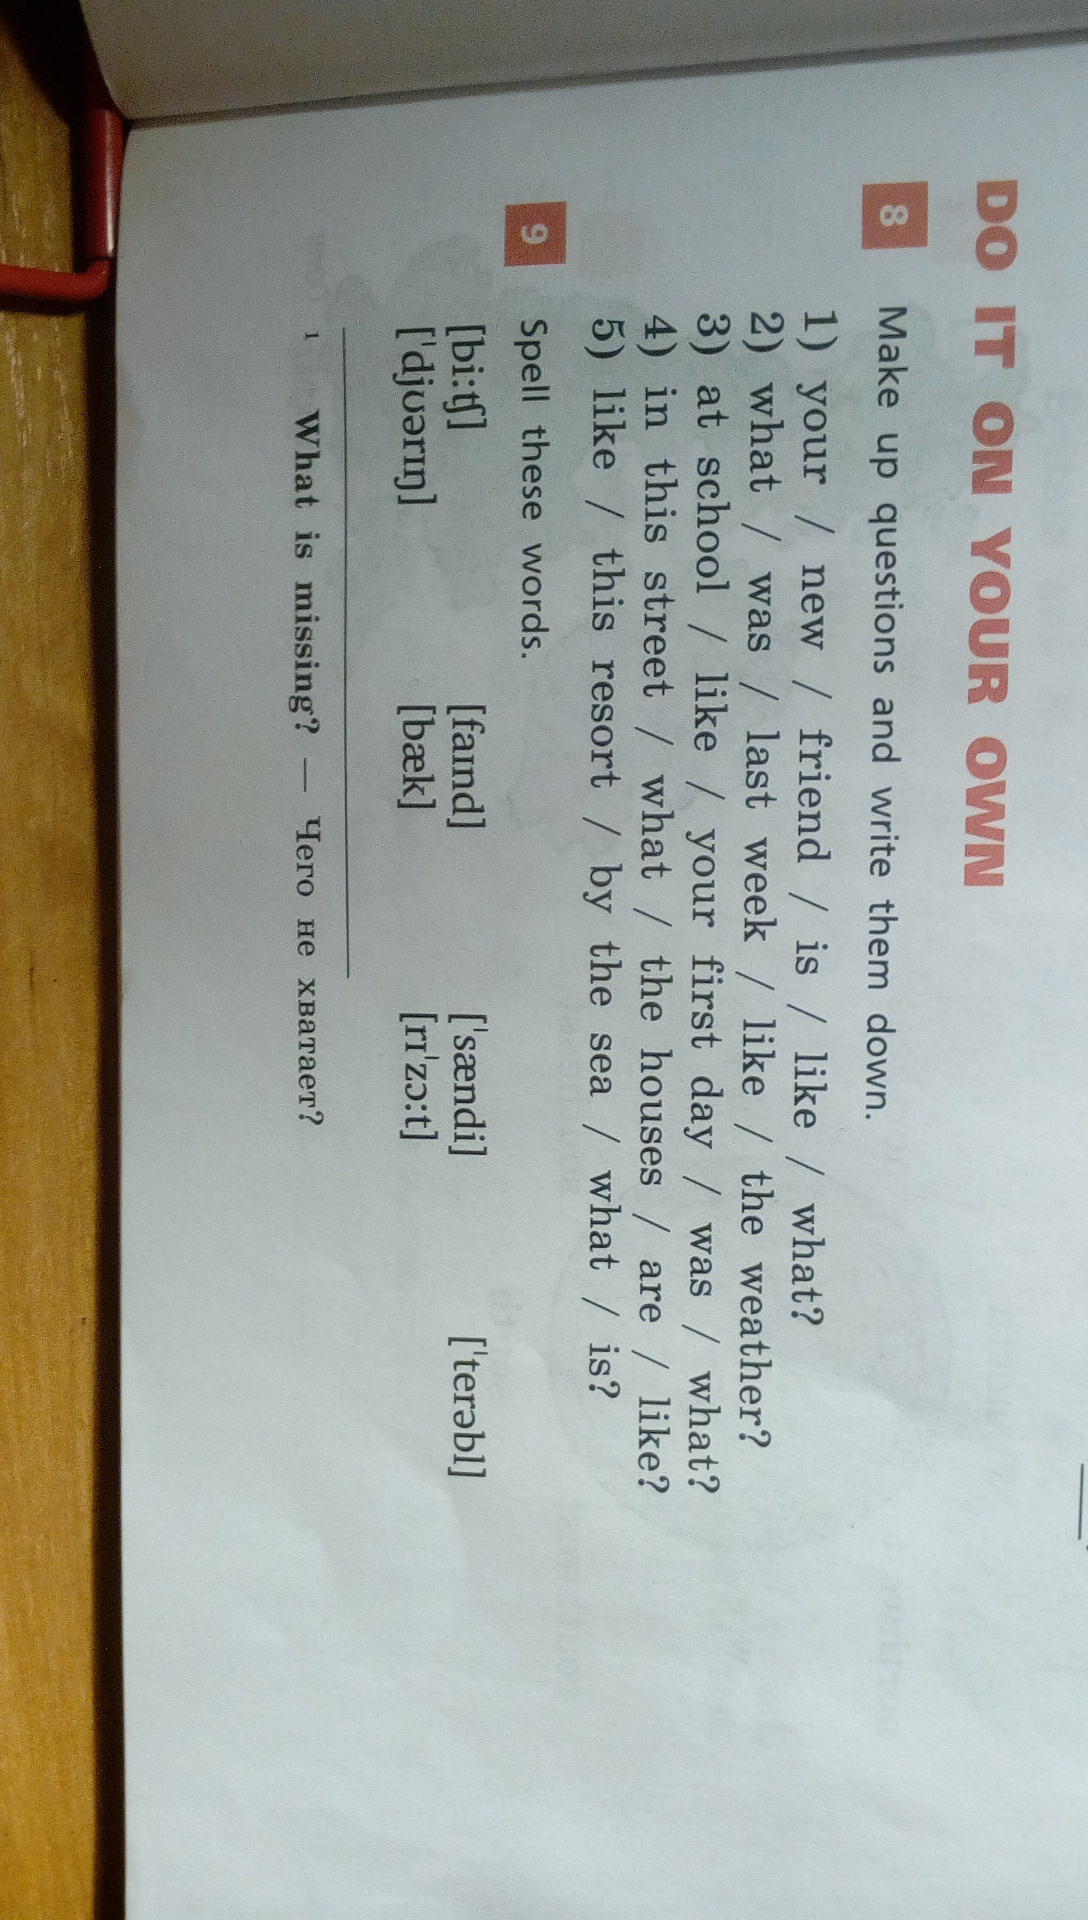 DO IT ON YOUR OWN
8 Make up questions and write them down.
1) your / new / friend / is / like / what?
2) what / was / last week / like / the weather?
3) at school / like / your first day / was / what?
4) in this street / what / the houses / are / like?
5) like / this resort / by the sea / what / is?
9 Spell these words.
[bi:ʧ] [faɪnd] [ˈsændi] [ˈterəbl]
[ˈdjʊərɪŋ] [bæk] [rɪˈzɔ:t]
¹ What is missing? — Чего не хватает?